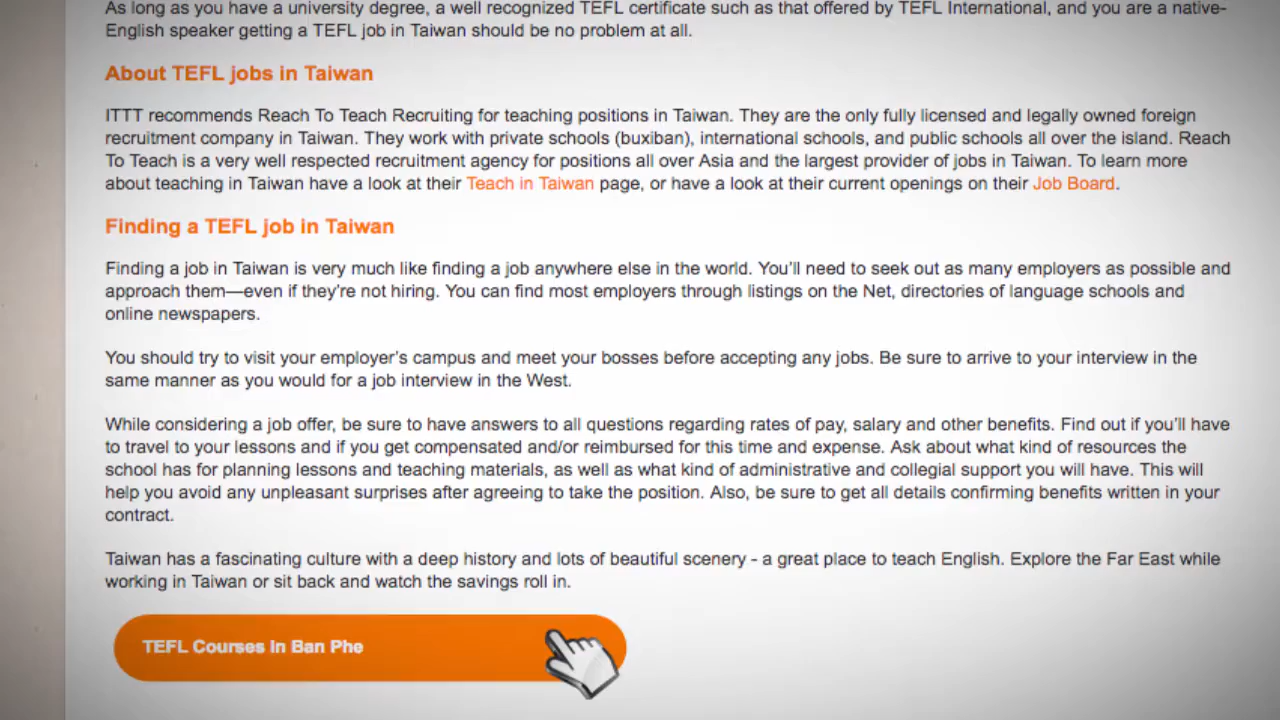 As long as you have a university degree, a well recognized TEFL certificate such as that offered by TEFL International, and you are a native-
English speaker getting a TEFL job in Taiwan should be no problem at all.
About TEFL jobs in Taiwan
ITTT recommends Reach To Teach Recruiting for teaching positions in Taiwan. They are the only fully licensed and legally owned foreign
recruitment company in Taiwan. They work with private schools (buxiban), international schools, and public schools all over the island. Reach
To Teach is a very well respected recruitment agency for positions all over Asia and the largest provider of jobs in Taiwan. To learn more
about teaching in Taiwan have a look at their Teach in Taiwan page, or have a look at their current openings on their Job Board.
Finding a TEFL job in Taiwan
Finding a job in Taiwan is very much like finding a job anywhere else in the world. You’ll need to seek out as many employers as possible and
approach them—even if they’re not hiring. You can find most employers through listings on the Net, directories of language schools and
online newspapers.
You should try to visit your employer’s campus and meet your bosses before accepting any jobs. Be sure to arrive to your interview in the
same manner as you would for a job interview in the West.
While considering a job offer, be sure to have answers to all questions regarding rates of pay, salary and other benefits. Find out if you’ll have
to travel to your lessons and if you get compensated and/or reimbursed for this time and expense. Ask about what kind of resources the
school has for planning lessons and teaching materials, as well as what kind of administrative and collegial support you will have. This will
help you avoid any unpleasant surprises after agreeing to take the position. Also, be sure to get all details confirming benefits written in your
contract.
Taiwan has a fascinating culture with a deep history and lots of beautiful scenery - a great place to teach English. Explore the Far East while
working in Taiwan or sit back and watch the savings roll in.
TEFL Courses In Ban Phe